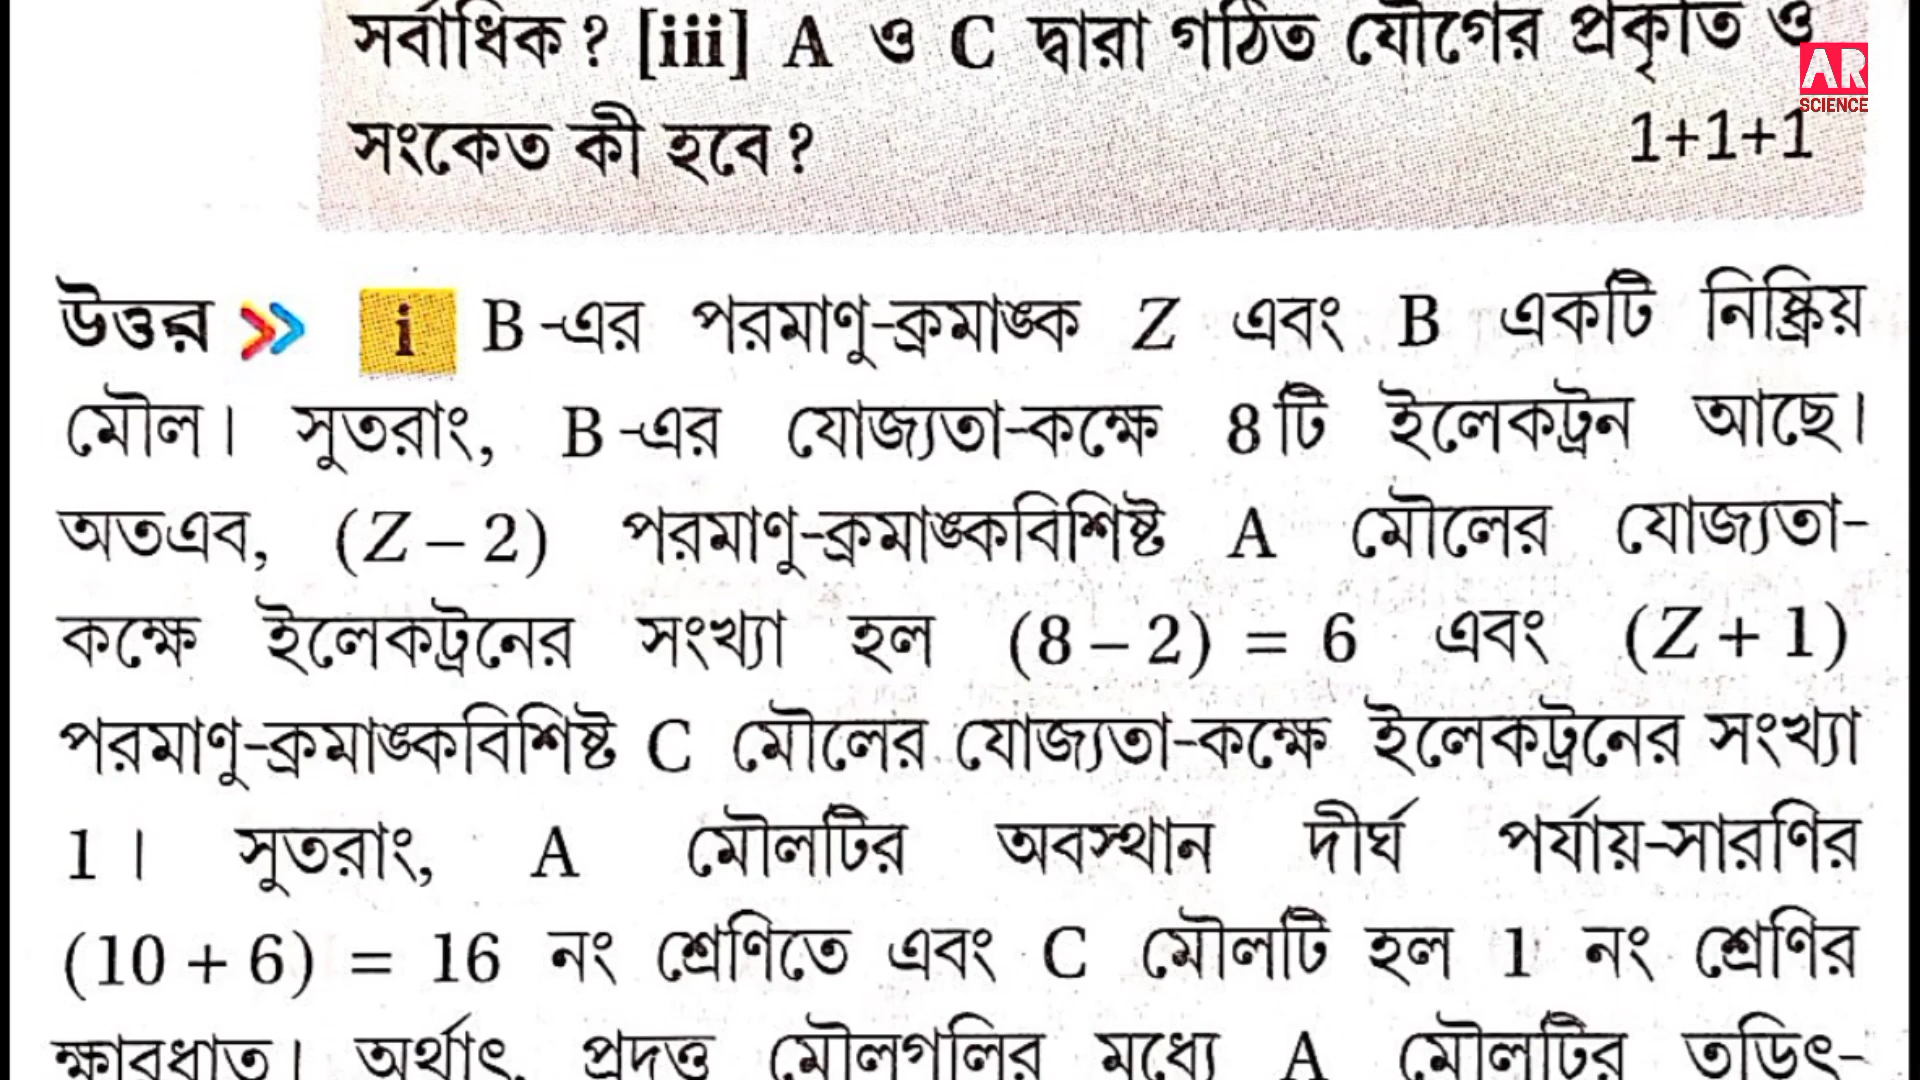 সর্বাধিক? [iii] A ও C দ্বারা গঠিত যৌগের প্রকৃতি ও
AR
SCIENCE
সংকেত কী হবে? 1+1+1
উত্তর » i B-এর পরমাণু-ক্রমাঙ্ক Z এবং B একটি নিষ্ক্রিয়
মৌল। সুতরাং, B-এর যোজ্যতা-কক্ষে 8টি ইলেকট্রন আছে।
অতএব, (Z – 2) পরমাণু-ক্রমাঙ্কবিশিষ্ট A মৌলের যোজ্যতা-
কক্ষে ইলেকট্রনের সংখ্যা হল (8 – 2) = 6 এবং (Z + 1)
পরমাণু-ক্রমাঙ্কবিশিষ্ট C মৌলের যোজ্যতা-কক্ষে ইলেকট্রনের সংখ্যা
1। সুতরাং, A মৌলটির অবস্থান দীর্ঘ পর্যায়-সারণির
(10 + 6) = 16 নং শ্রেণিতে এবং C মৌলটি হল 1 নং শ্রেণির
ক্ষারধাতু। অর্থাৎ, প্রদত্ত মৌলগুলির মধ্যে A মৌলটির তড়িৎ-